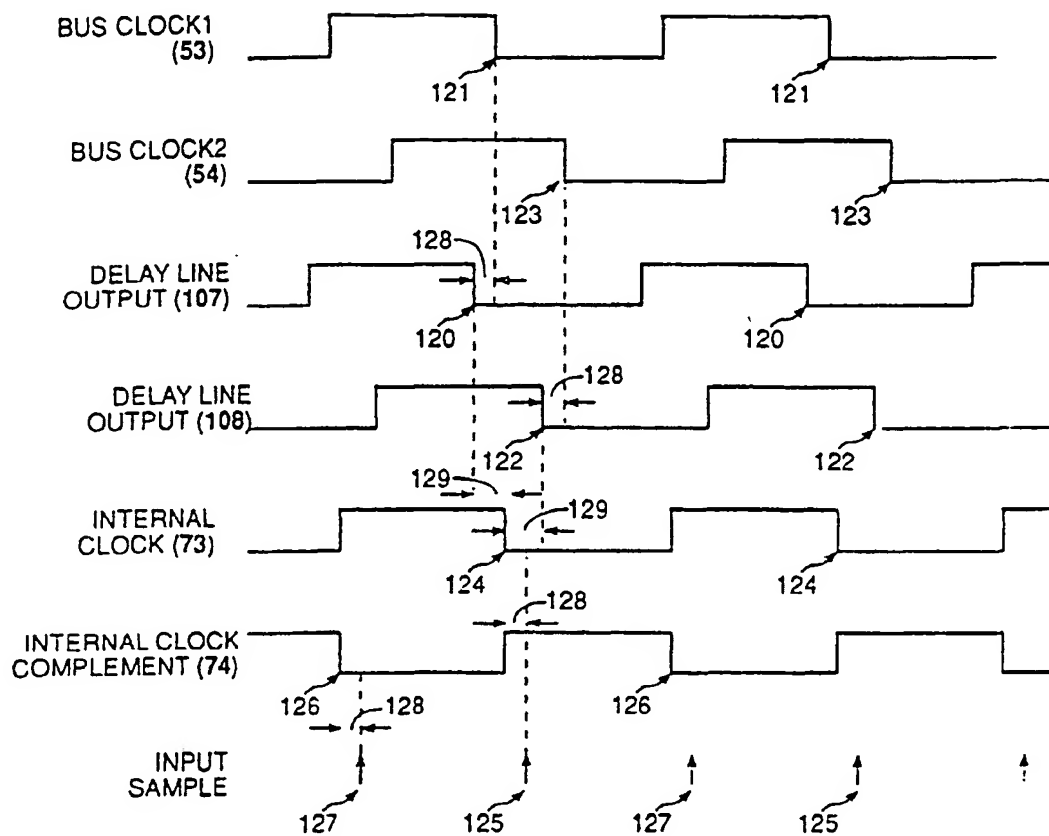 BUS CLOCK1
(53)
121
121
BUS CLOCK2
(54)
123
123
128
DELAY LINE
OUTPUT (107)
120
120
128
DELAY LINE
OUTPUT (108)
122
122
129
129
INTERNAL
CLOCK (73)
124
124
128
INTERNAL CLOCK
COMPLEMENT (74)
126
126
128
INPUT
SAMPLE
127
125
127
125